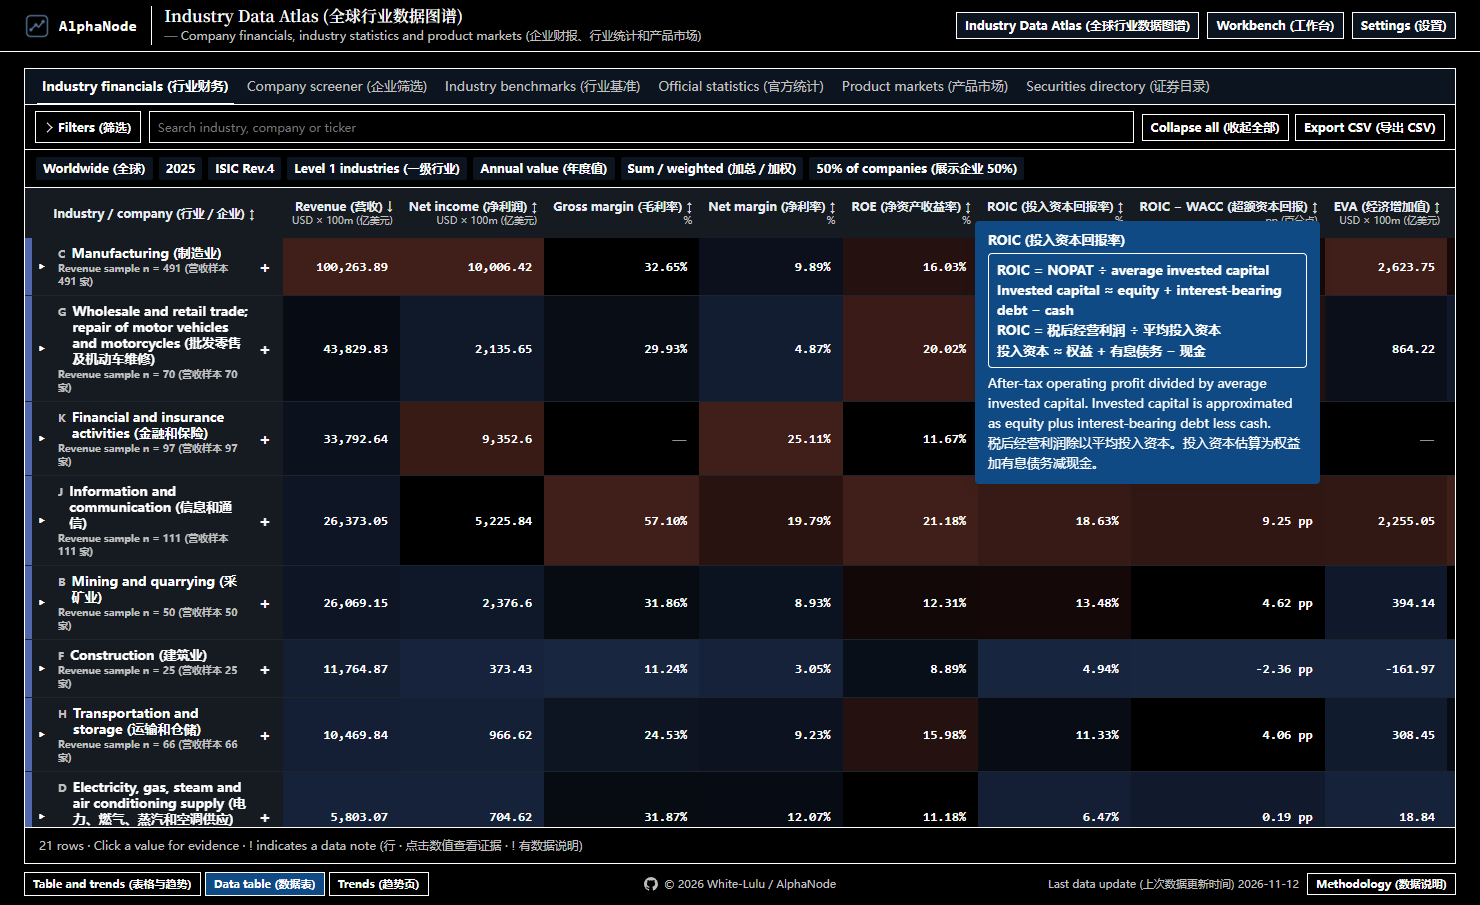 AlphaNode
Industry Data Atlas (全球行业数据图谱)
— Company financials, industry statistics and product markets (企业财报、行业统计和产品市场)
Industry Data Atlas (全球行业数据图谱)
Workbench (工作台)
Settings (设置)
Industry financials (行业财务)
Company screener (企业筛选)
Industry benchmarks (行业基准)
Official statistics (官方统计)
Product markets (产品市场)
Securities directory (证券目录)
Filters (筛选)
Search industry, company or ticker
Collapse all (收起全部)
Export CSV (导出 CSV)
Worldwide (全球)
2025
ISIC Rev.4
Level 1 industries (一级行业)
Annual value (年度值)
Sum / weighted (加总 / 加权)
50% of companies (展示企业 50%)
Industry / company (行业 / 企业) ↕
Revenue (营收) ↓
USD × 100m (亿美元)
Net income (净利润) ↕
USD × 100m (亿美元)
Gross margin (毛利率) ↕
%
Net margin (净利率) ↕
%
ROE (净资产收益率) ↕
%
ROIC (投入资本回报率) ↕
%
ROIC − WACC (超额资本回报) ↕
pp (百分点)
EVA (经济增加值) ↕
USD × 100m (亿美元)
C Manufacturing (制造业)
Revenue sample n = 491 (营收样本
491 家)
+
100,263.89
10,006.42
32.65%
9.89%
16.03%
2,623.75
G Wholesale and retail trade;
repair of motor vehicles
and motorcycles (批发零售
及机动车维修)
Revenue sample n = 70 (营收样本 70
家)
+
43,829.83
2,135.65
29.93%
4.87%
20.02%
864.22
K Financial and insurance
activities (金融和保险)
Revenue sample n = 97 (营收样本 97
家)
+
33,792.64
9,352.6
—
25.11%
11.67%
—
ROIC (投入资本回报率)
ROIC = NOPAT ÷ average invested capital
Invested capital ≈ equity + interest-bearing
debt − cash
ROIC = 税后经营利润 ÷ 平均投入资本
投入资本 ≈ 权益 + 有息债务 − 现金
After-tax operating profit divided by average
invested capital. Invested capital is approximated
as equity plus interest-bearing debt less cash.
税后经营利润除以平均投入资本。投入资本估算为权益
加有息债务减现金。
J Information and
communication (信息和通
信)
Revenue sample n = 111 (营收样本
111 家)
+
26,373.05
5,225.84
57.10%
19.79%
21.18%
18.63%
9.25 pp
2,255.05
B Mining and quarrying (采
矿业)
Revenue sample n = 50 (营收样本 50
家)
+
26,069.15
2,376.6
31.86%
8.93%
12.31%
13.48%
4.62 pp
394.14
F Construction (建筑业)
Revenue sample n = 25 (营收样本 25
家)
+
11,764.87
373.43
11.24%
3.05%
8.89%
4.94%
-2.36 pp
-161.97
H Transportation and
storage (运输和仓储)
Revenue sample n = 66 (营收样本 66
家)
+
10,469.84
966.62
24.53%
9.23%
15.98%
11.33%
4.06 pp
308.45
D Electricity, gas, steam and
air conditioning supply (电
力、燃气、蒸汽和空调供应)
+
5,803.07
704.62
31.87%
12.07%
11.18%
6.47%
0.19 pp
18.84
21 rows · Click a value for evidence · ! indicates a data note (行 · 点击数值查看证据 · ! 有数据说明)
Table and trends (表格与趋势)
Data table (数据表)
Trends (趋势页)
© 2026 White-Lulu / AlphaNode
Last data update (上次数据更新时间) 2026-11-12
Methodology (数据说明)